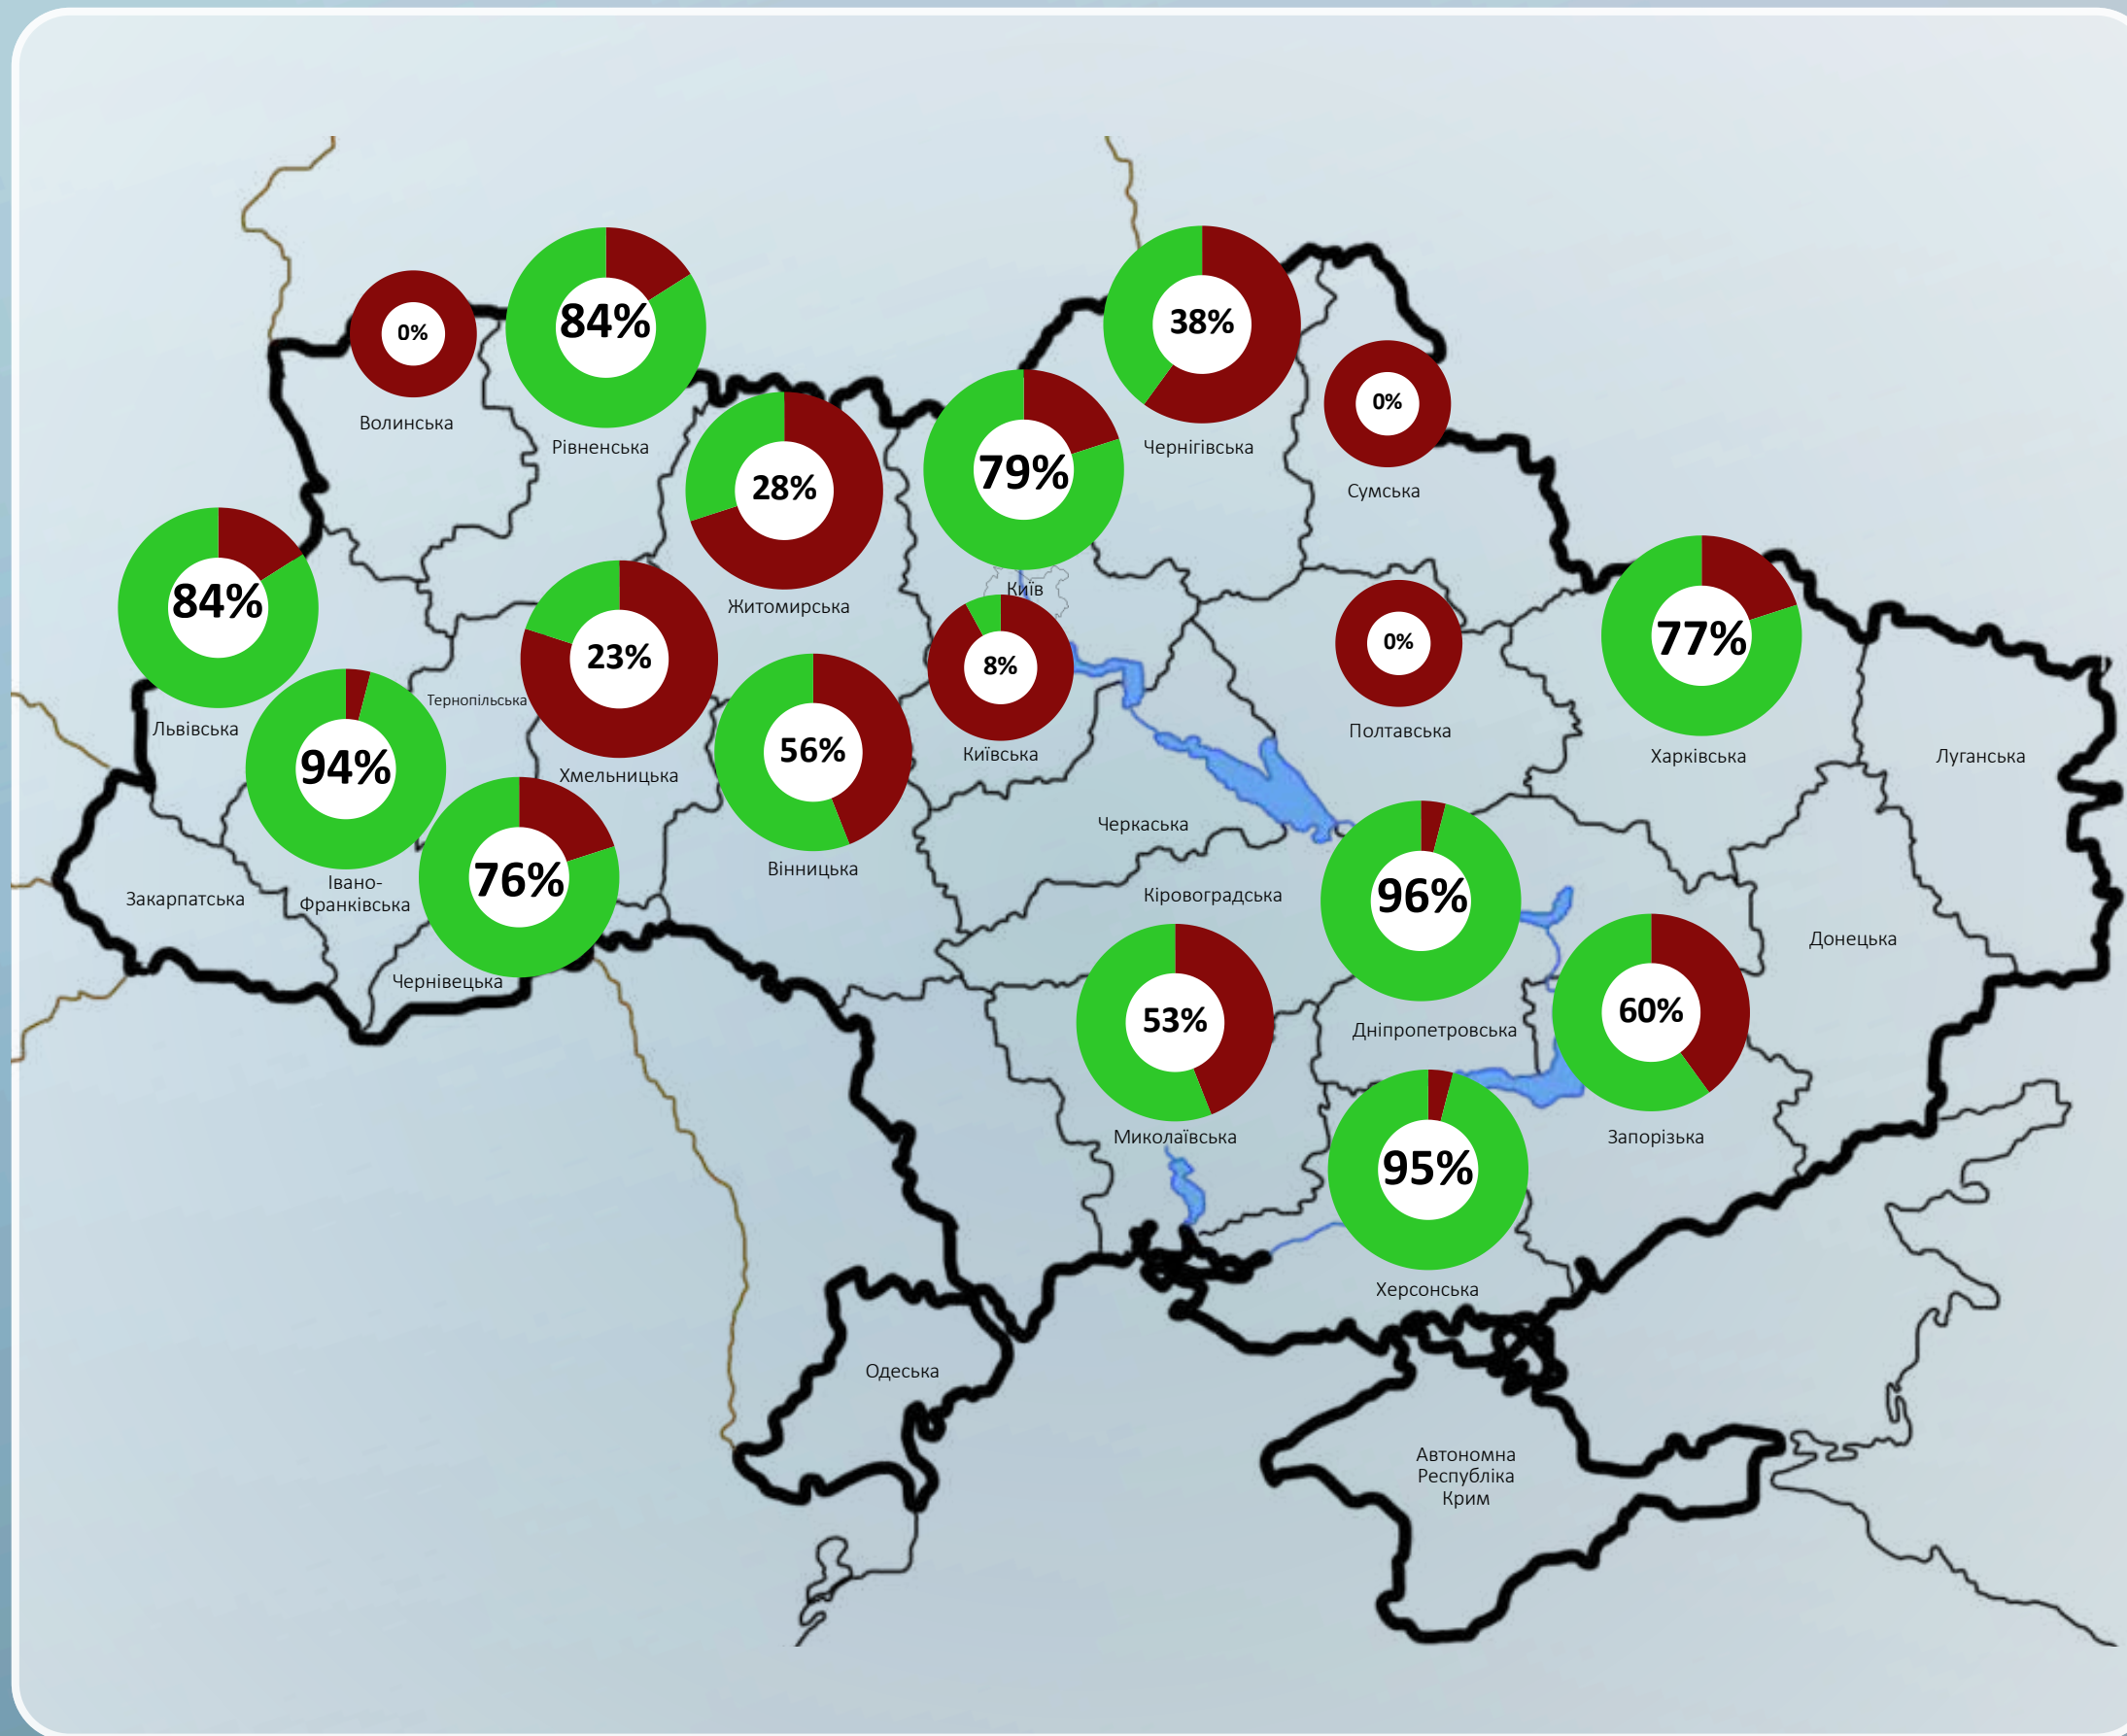 38%
84%
0%
Волинська
Рівненська
Чернігівська
0%
79%
28%
Сумська
84%
Київ
Житомирська
77%
0%
23%
8%
Тернопільська
Львівська
Полтавська
56%
Київська
Харківська
Луганська
94%
Хмельницька
Черкаська
Вінницька
76%
Івано-
Франківська
Закарпатська
Кіровоградська
96%
Донецька
Чернівецька
53%
60%
Дніпропетровська
Миколаївська
Запорізька
95%
Херсонська
Одеська
Автономна
Республіка
Крим